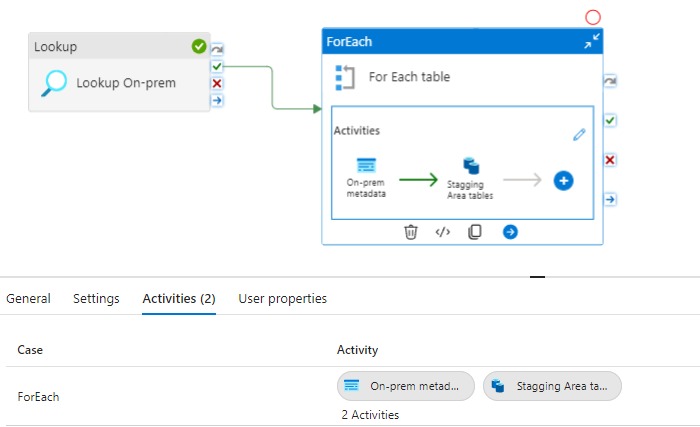 Lookup
Lookup On-prem
ForEach
For Each table
Activities
On-prem
metadata
Stagging
Area tables
</>
General
Settings
Activities (2)
User properties
Case
Activity
ForEach
On-prem metad...
Stagging Area ta...
2 Activities